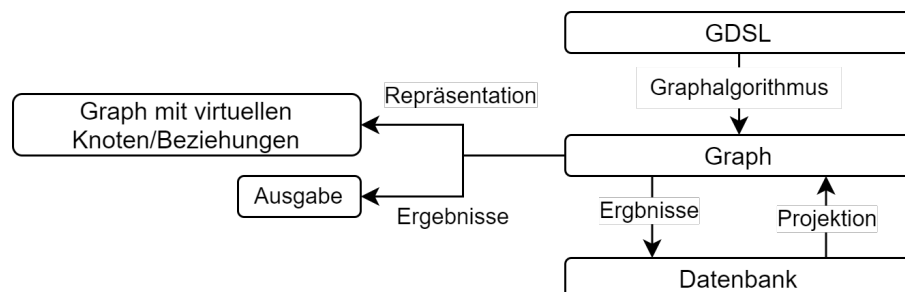 GDSL
Graphalgorithmus
Repräsentation
Graph mit virtuellen
Knoten/Beziehungen
Graph
Ausgabe
Ergebnisse
Ergbnisse
Projektion
Datenbank